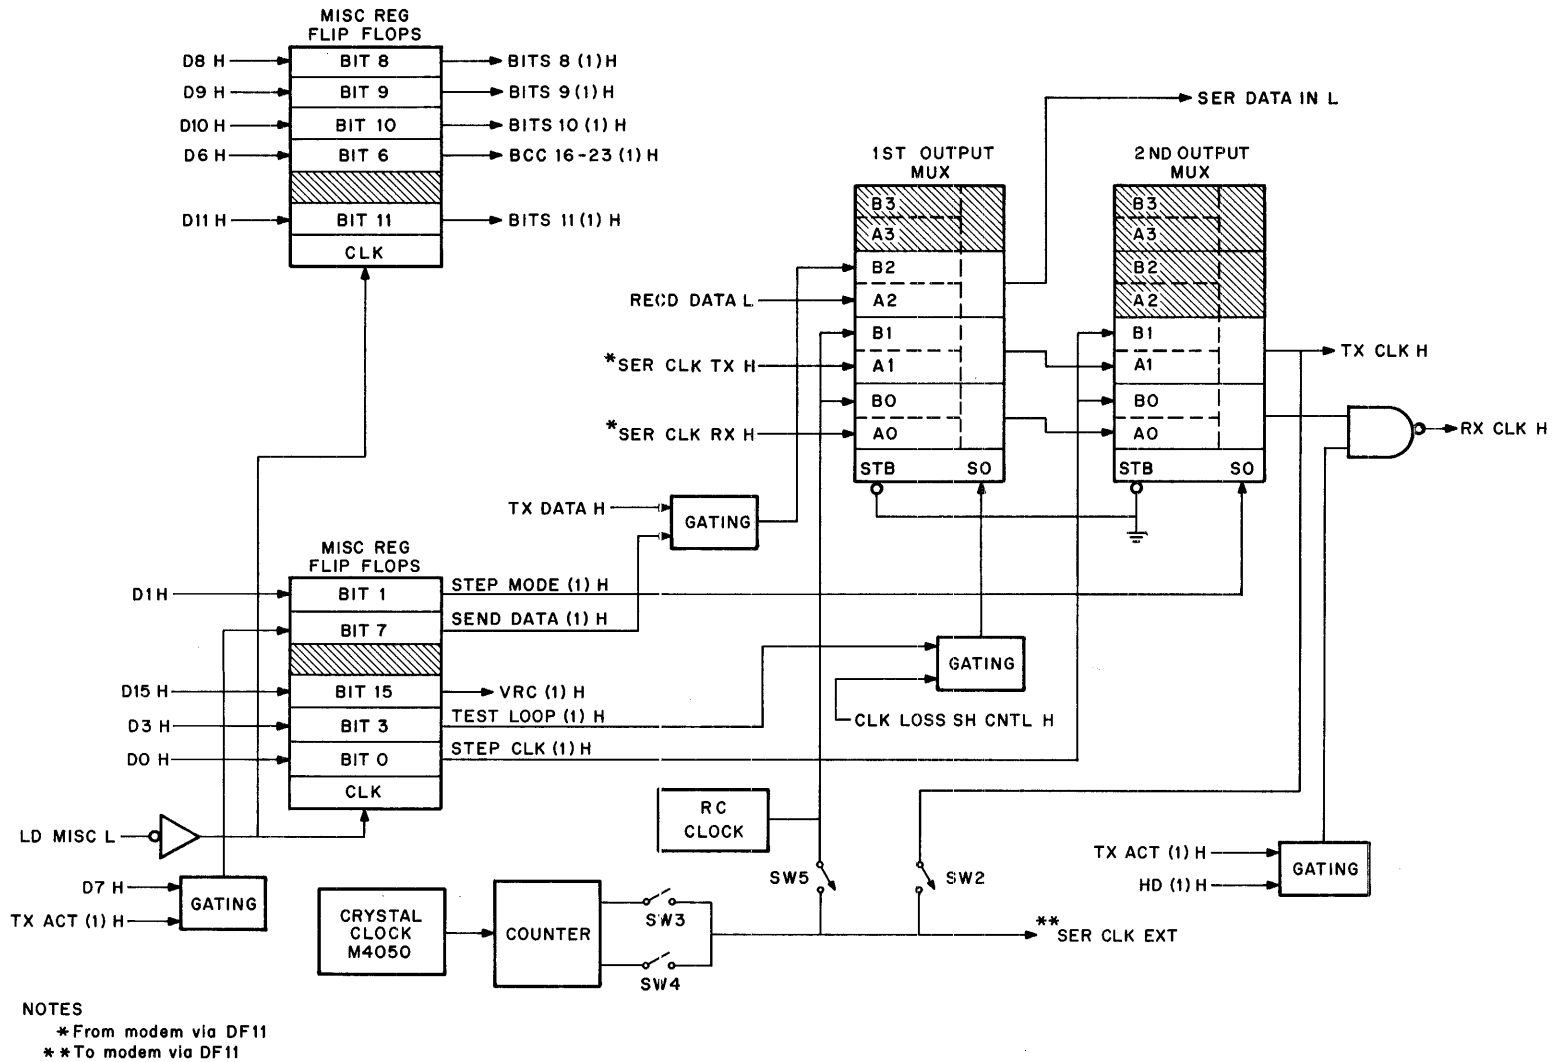 MISC REG
FLIP FLOPS
D8 H
BIT 8
BITS 8 (1) H
D9 H
BIT 9
BITS 9 (1) H
D10 H
BIT 10
BITS 10 (1) H
D6 H
BIT 6
BCC 16-23 (1) H
D11 H
BIT 11
BITS 11 (1) H
CLK
SER DATA IN L
1ST OUTPUT
MUX
2ND OUTPUT
MUX
B3
A3
B2
A2
B1
A1
B0
A0
STB
S0
B3
A3
B2
A2
B1
A1
B0
A0
STB
S0
RECD DATA L
*SER CLK TX H
*SER CLK RX H
TX CLK H
RX CLK H
TX DATA H
GATING
MISC REG
FLIP FLOPS
D1 H
BIT 1
STEP MODE (1) H
BIT 7
SEND DATA (1) H
D15 H
BIT 15
VRC (1) H
D3 H
BIT 3
TEST LOOP (1) H
D0 H
BIT 0
STEP CLK (1) H
CLK
GATING
CLK LOSS SH CNTL H
LD MISC L
RC
CLOCK
D7 H
TX ACT (1) H
GATING
SW5
SW2
TX ACT (1) H
HD (1) H
GATING
CRYSTAL
CLOCK
M4050
COUNTER
SW3
SW4
**SER CLK EXT
NOTES
*From modem via DF11
**To modem via DF11